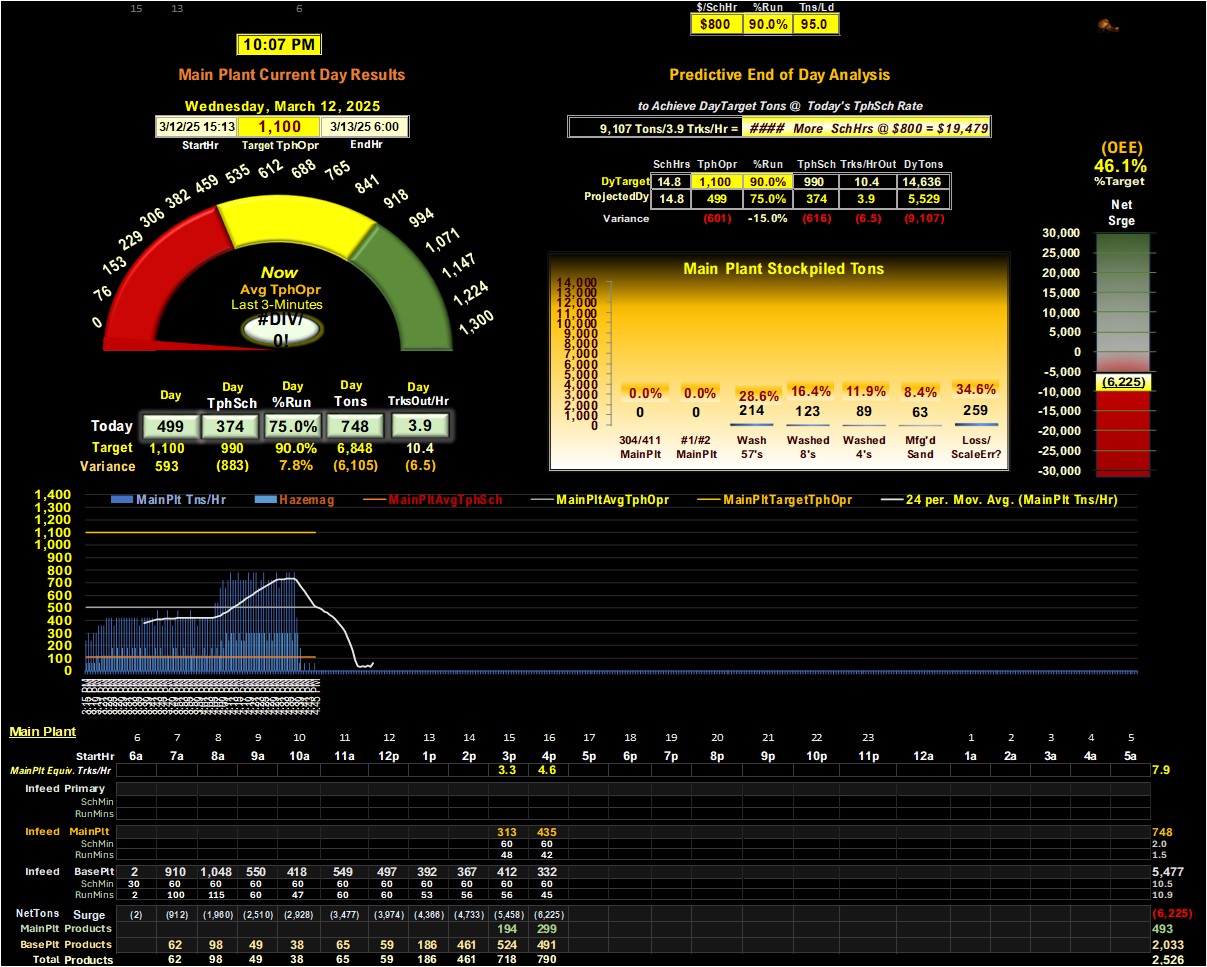 15 13 6
$/SchHr %Run Tns/Ld
$800 90.0% 95.0
10:07 PM
Main Plant Current Day Results
Wednesday, March 12, 2025
3/12/25 15:13 1,100 3/13/25 6:00
StartHr Target TphOpr EndHr
0 76 153 229 306 382 459 535 612 688 765 841 918 994 1,071 1,147 1,224 1,300
Now
Avg TphOpr
Last 3-Minutes
#DIV/
0!
Day Day TphSch Day %Run Day Tons Day TrksOut/Hr
Today 499 374 75.0% 748 3.9
Target 1,100 990 90.0% 6,848 10.4
Variance 593 (883) 7.8% (6,105) (6.5)
Predictive End of Day Analysis
to Achieve DayTarget Tons @ Today's TphSch Rate
9,107 Tons/3.9 Trks/Hr = #### More SchHrs @ $800 = $19,479
SchHrs TphOpr %Run TphSch Trks/HrOut DyTons
DyTarget 14.8 1,100 90.0% 990 10.4 14,636
ProjectedDy 14.8 499 75.0% 374 3.9 5,529
Variance (601) -15.0% (616) (6.5) (9,107)
(OEE)
46.1%
%Target
Net
Srge
30,000
25,000
20,000
15,000
10,000
5,000
0
-5,000
(6,225)
-10,000
-15,000
-20,000
-25,000
-30,000
Main Plant Stockpiled Tons
14,000
13,000
12,000
11,000
10,000
9,000
8,000
7,000
6,000
5,000
4,000
3,000
2,000
1,000
0
0.0% 0.0% 28.6% 16.4% 11.9% 8.4% 34.6%
0 0 214 123 89 63 259
304/411 #1/#2 Wash Washed Washed Mfg'd Loss/
MainPlt MainPlt 57's 8's 4's Sand ScaleErr?
MainPlt Tns/Hr Hazemag MainPltAvgTphSch MainPltAvgTphOpr MainPltTargetTphOpr 24 per. Mov. Avg. (MainPlt Tns/Hr)
1,400
1,300
1,100
1,000
900
800
700
600
500
400
300
200
100
0
4:45 PM
Main Plant
6 7 8 9 10 11 12 13 14 15 16 17 18 19 20 21 22 23 1 2 3 4 5
StartHr 6a 7a 8a 9a 10a 11a 12p 1p 2p 3p 4p 5p 6p 7p 8p 9p 10p 11p 12a 1a 2a 3a 4a 5a
MainPlt Equiv. Trks/Hr 3.3 4.6 7.9
Infeed Primary
SchMin
RunMins
Infeed MainPlt 313 435 748
SchMin 60 60 2.0
RunMins 48 42 1.5
Infeed BasePlt 2 910 1,048 550 418 549 497 392 367 412 332 5,477
SchMin 30 60 60 60 60 60 60 60 60 60 60 10.5
RunMins 2 100 115 60 47 60 60 53 56 56 45 10.9
NetTons Surge (2) (912) (1,960) (2,510) (2,928) (3,477) (3,974) (4,366) (4,733) (5,458) (6,225) (6,225)
MainPlt Products 194 299 493
BasePlt Products 62 98 49 38 65 59 186 461 524 491 2,033
Total Products 62 98 49 38 65 59 186 461 718 790 2,526